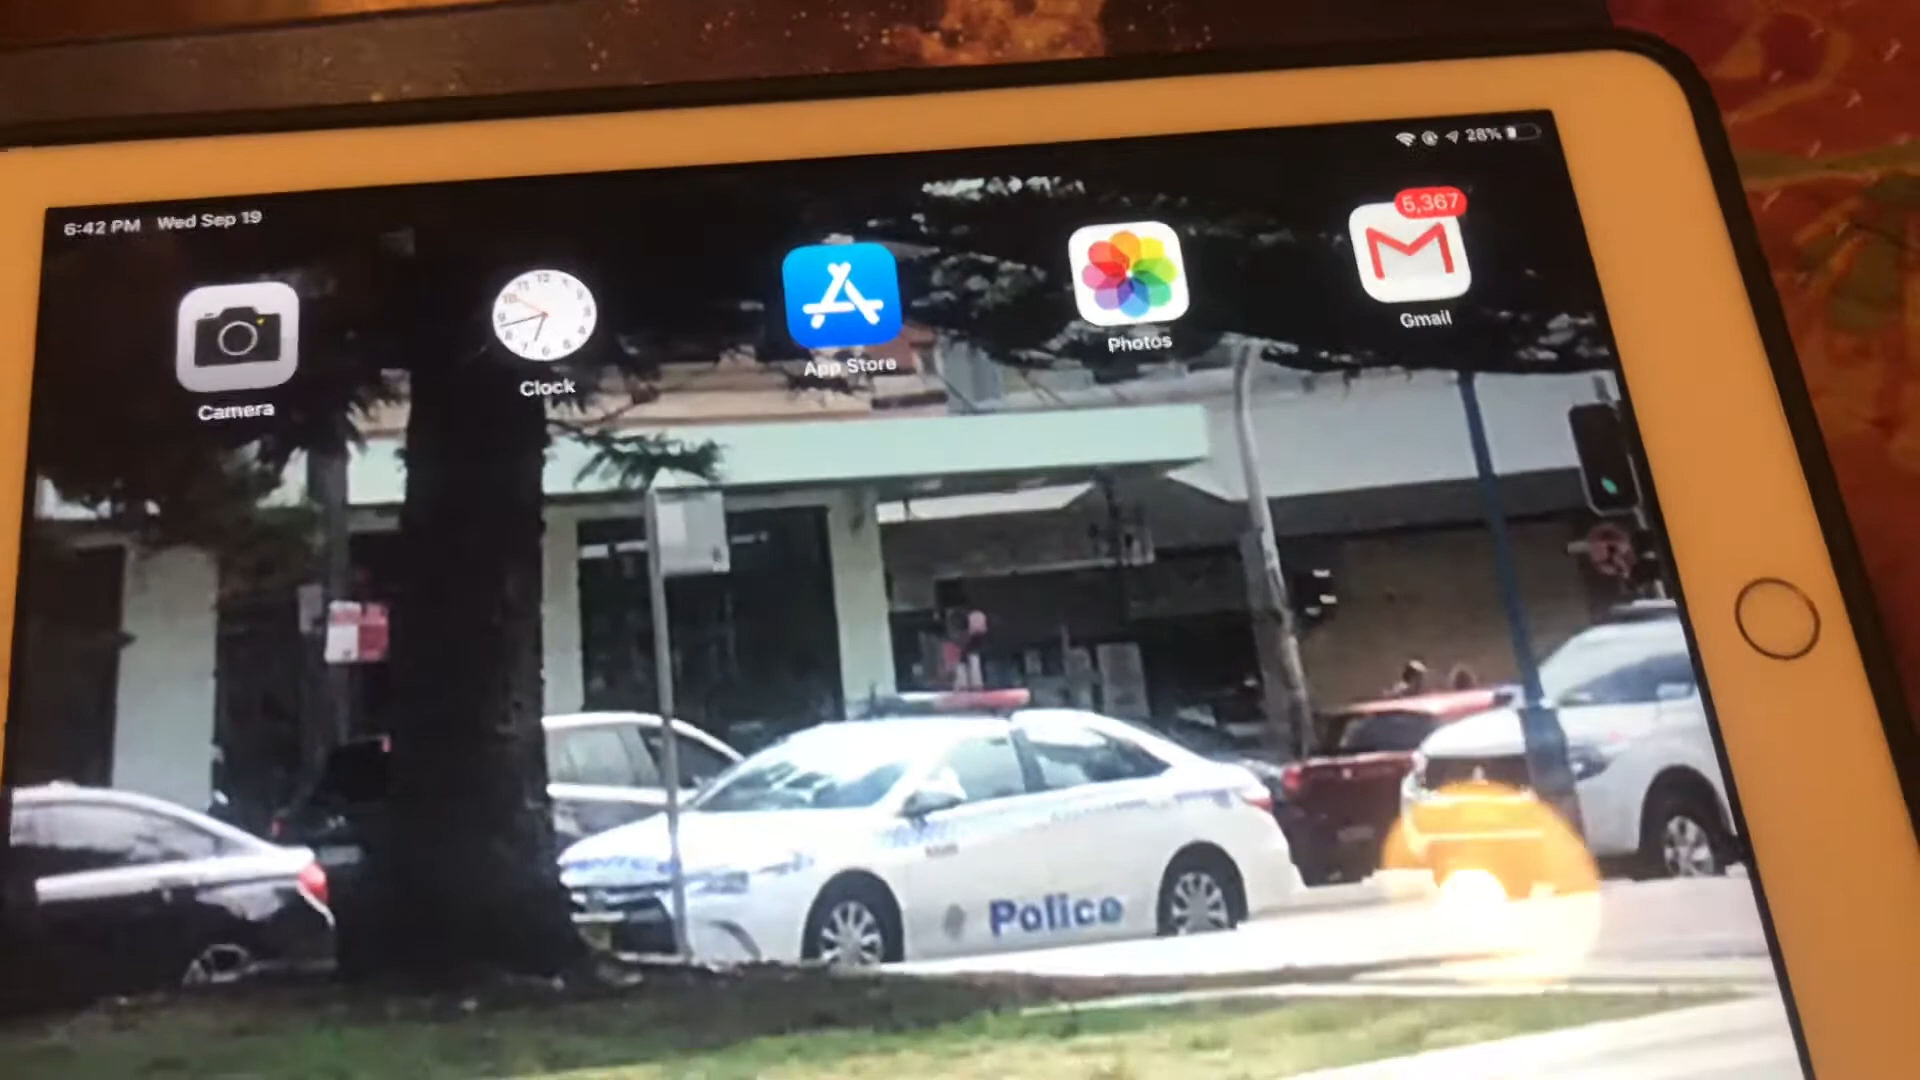 6:42 PM Wed Sep 19
28%
5,367
Camera
Clock
App Store
Photos
Gmail
Police